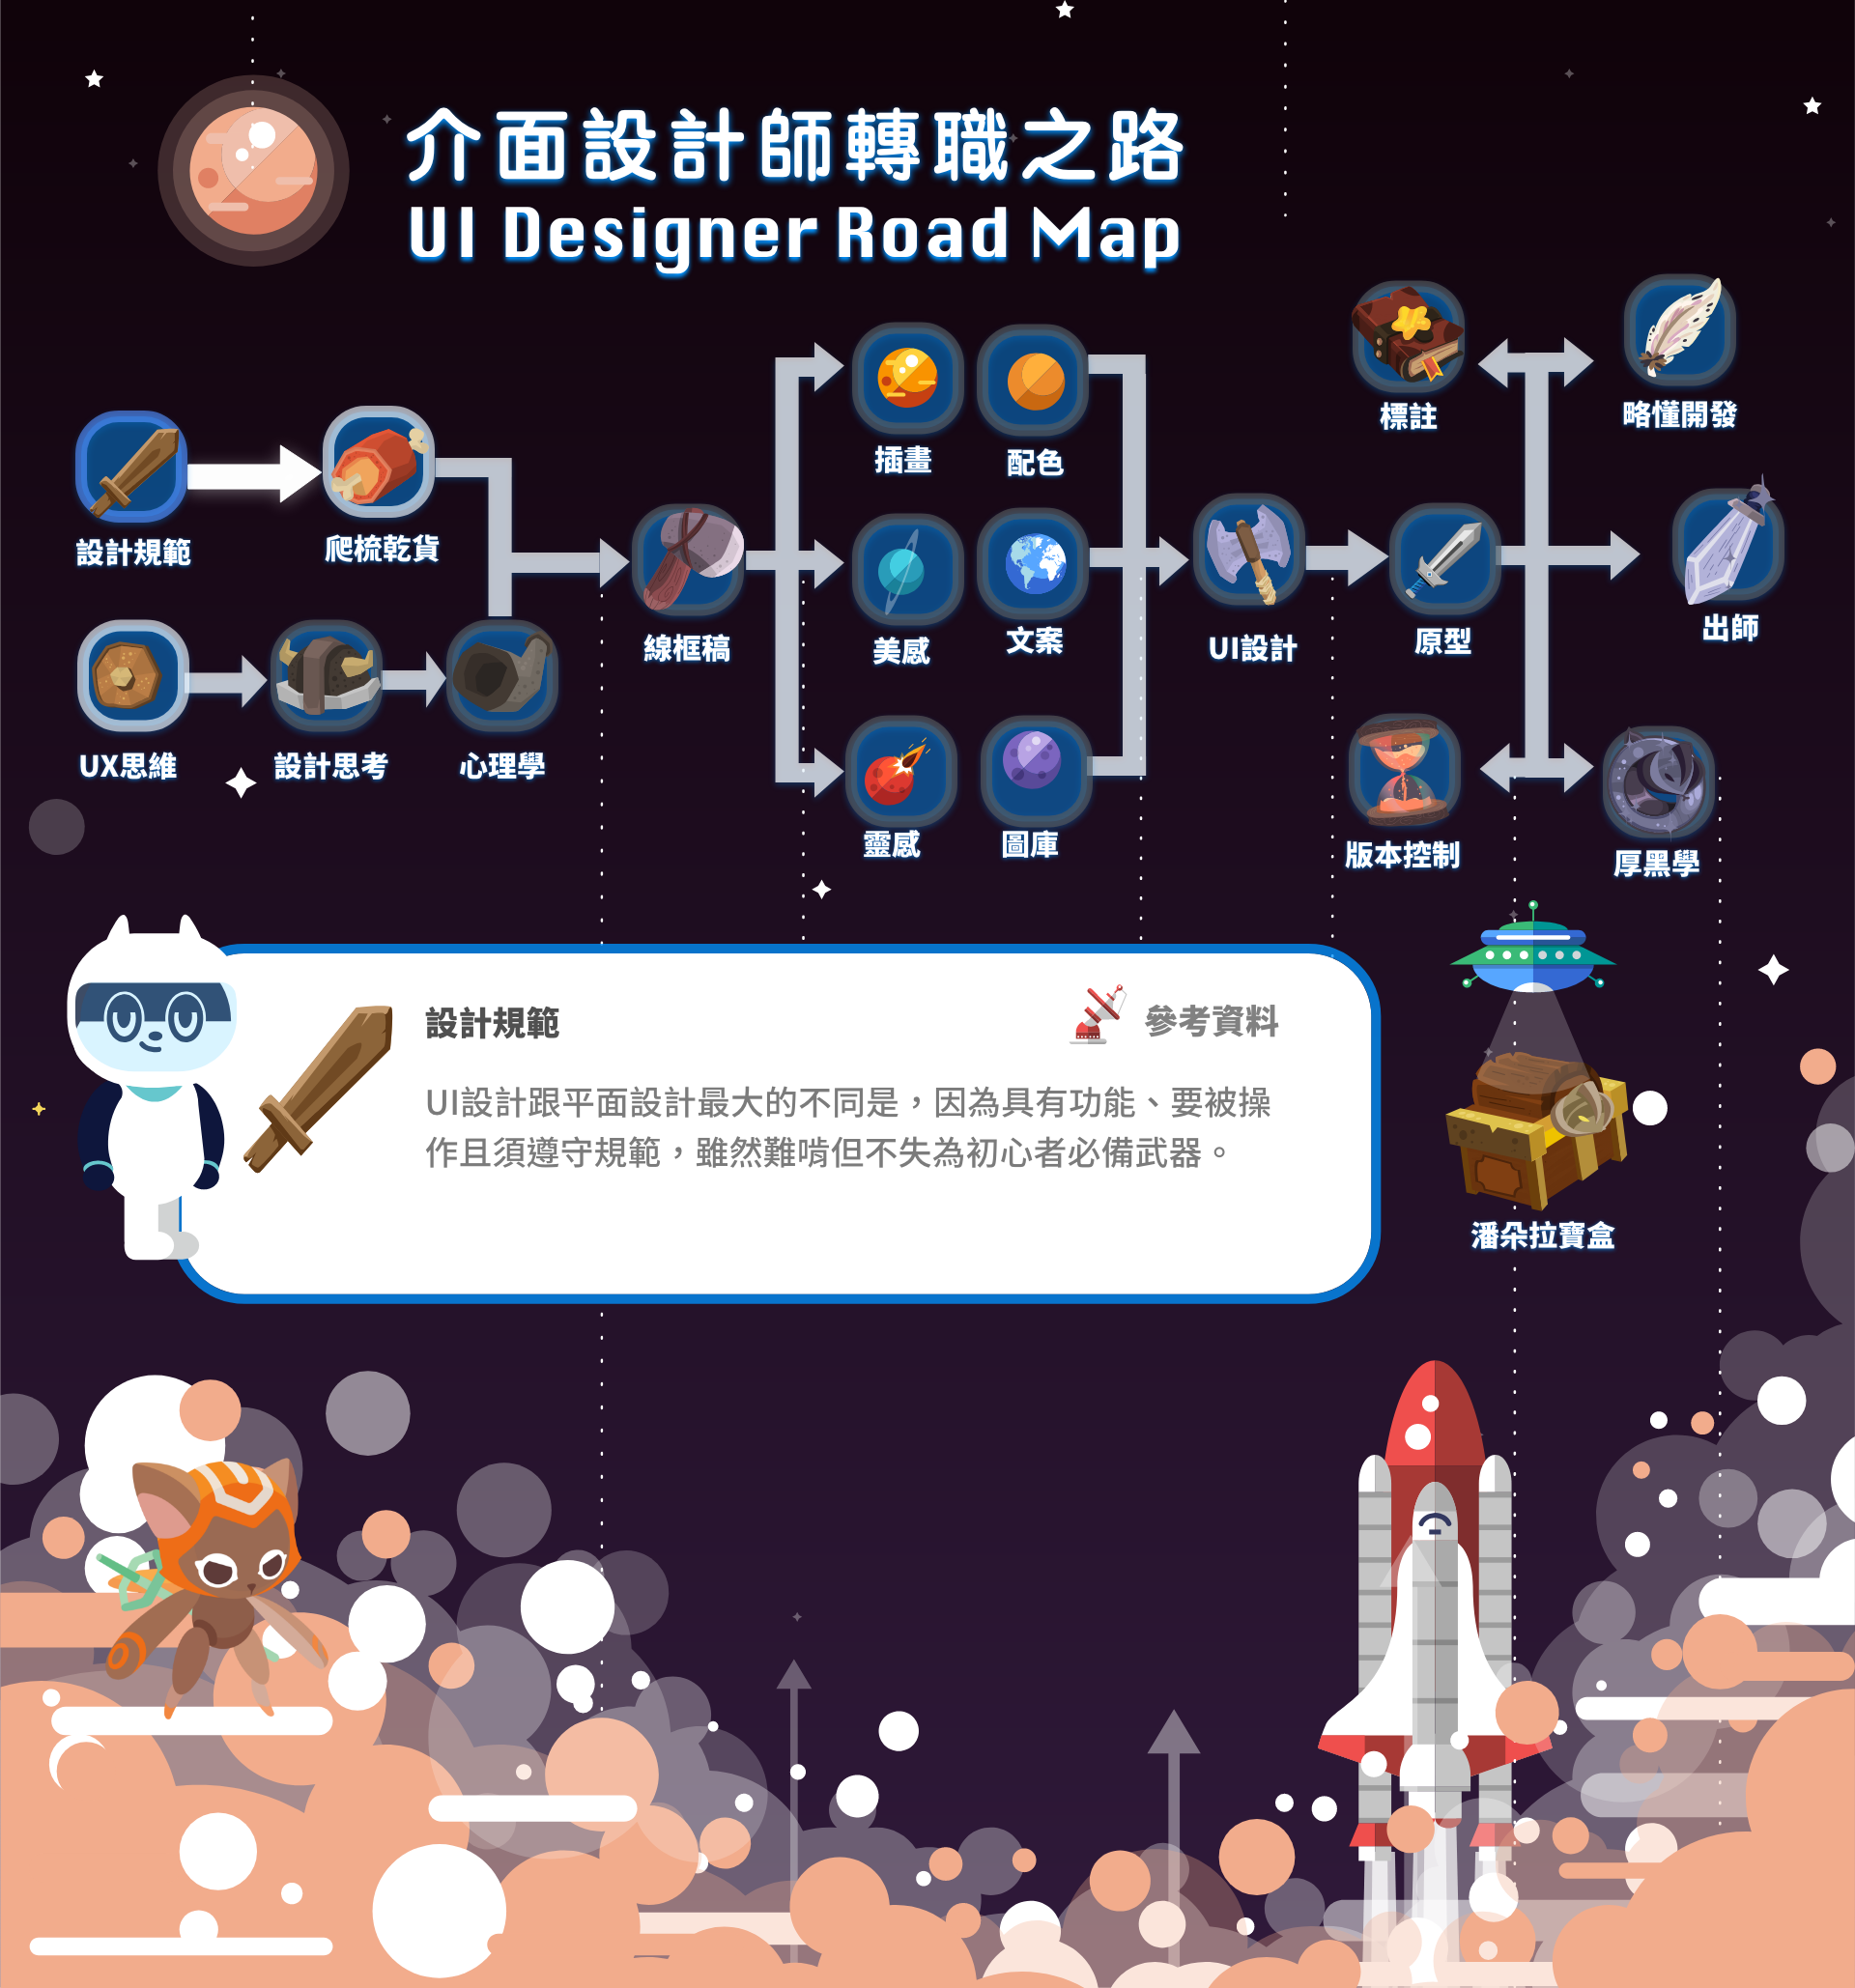 介面設計師轉職之路
UI Designer Road Map
標註
略懂開發
插畫
配色
設計規範
爬梳乾貨
線框稿
美感
文案
UI設計
原型
出師
UX思維
設計思考
心理學
靈感
圖庫
版本控制
厚黑學
設計規範
參考資料
UI設計跟平面設計最大的不同是，因為具有功能、要被操
作且須遵守規範，雖然難啃但不失為初心者必備武器。
潘朵拉寶盒